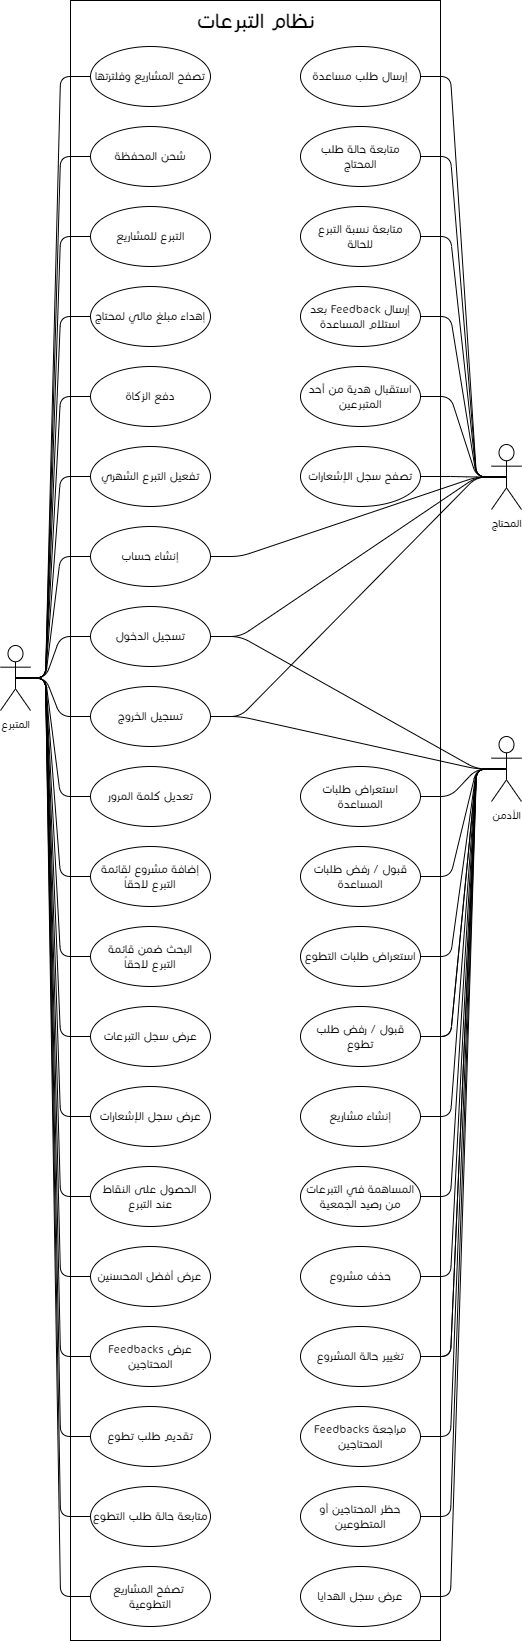 نظام التبرعات
إرسال طلب مساعدة
تصفح المشاريع وفلترتها
متابعة حالة طلب
المحتاج
شحن المحفظة
متابعة نسبة التبرع
للحالة
التبرع للمشاريع
إرسال Feedback بعد
استلام المساعدة
إهداء مبلغ مالي لمحتاج
استقبال هدية من أحد
المتبرعين
دفع الزكاة
تصفح سجل الإشعارات
تفعيل التبرع الشهري
المحتاج
إنشاء حساب
تسجيل الدخول
تسجيل الخروج
المتبرع
استعراض طلبات
المساعدة
تعديل كلمة المرور
الأدمن
قبول / رفض طلبات
المساعدة
إضافة مشروع لقائمة
التبرع لاحقاً
استعراض طلبات التطوع
البحث ضمن قائمة
التبرع لاحقاً
قبول / رفض طلب
تطوع
عرض سجل التبرعات
إنشاء مشاريع
عرض سجل الإشعارات
المساهمة في التبرعات
من رصيد الجمعية
الحصول على النقاط
عند التبرع
حذف مشروع
عرض أفضل المحسنين
تغيير حالة المشروع
عرض Feedbacks
المحتاجين
مراجعة Feedbacks
المحتاجين
تقديم طلب تطوع
حظر المحتاجين أو
المتطوعين
متابعة حالة طلب التطوع
عرض سجل الهدايا
تصفح المشاريع
التطوعية